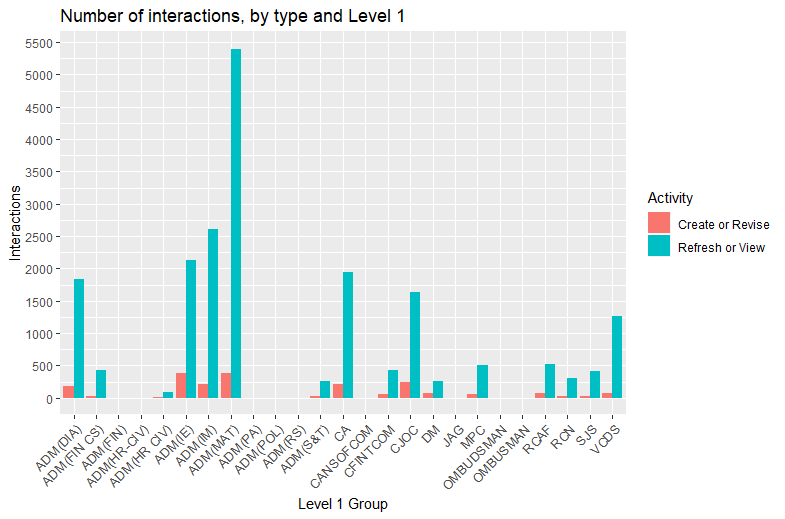 Number of interactions, by type and Level 1
5500
5000
4500
4000
3500
3000
2500
2000
1500
1000
500
0
Interactions
ADM(DIA)
ADM(FIN CS)
ADM(FIN)
ADM(HR-CIV)
ADM(HR CIV)
ADM(IE)
ADM(IM)
ADM(MAT)
ADM(PA)
ADM(POL)
ADM(RS)
ADM(S&T)
CA
CANSOFCOM
CFINTCOM
CJOC
DM
JAG
MPC
OMBUDSMAN
OMBUSMAN
RCAF
RCN
SJS
VCDS
Level 1 Group
Activity
Create or Revise
Refresh or View